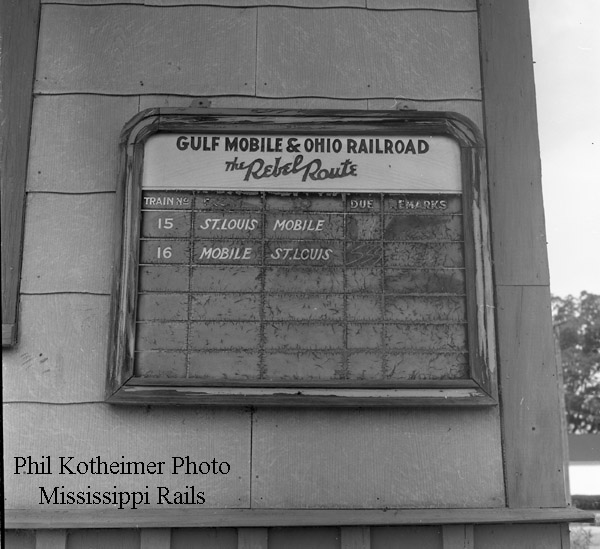 GULF MOBILE & OHIO RAILROAD
The Rebel Route
TRAIN NO DUE REMARKS
15 ST. LOUIS MOBILE
16 MOBILE ST. LOUIS
Phil Kotheimer Photo
Mississippi Rails